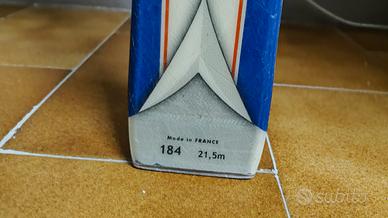 Made in FRANCE
184 21,5m
subito